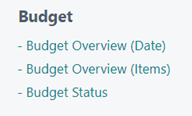 Budget
- Budget Overview (Date)
- Budget Overview (Items)
- Budget Status